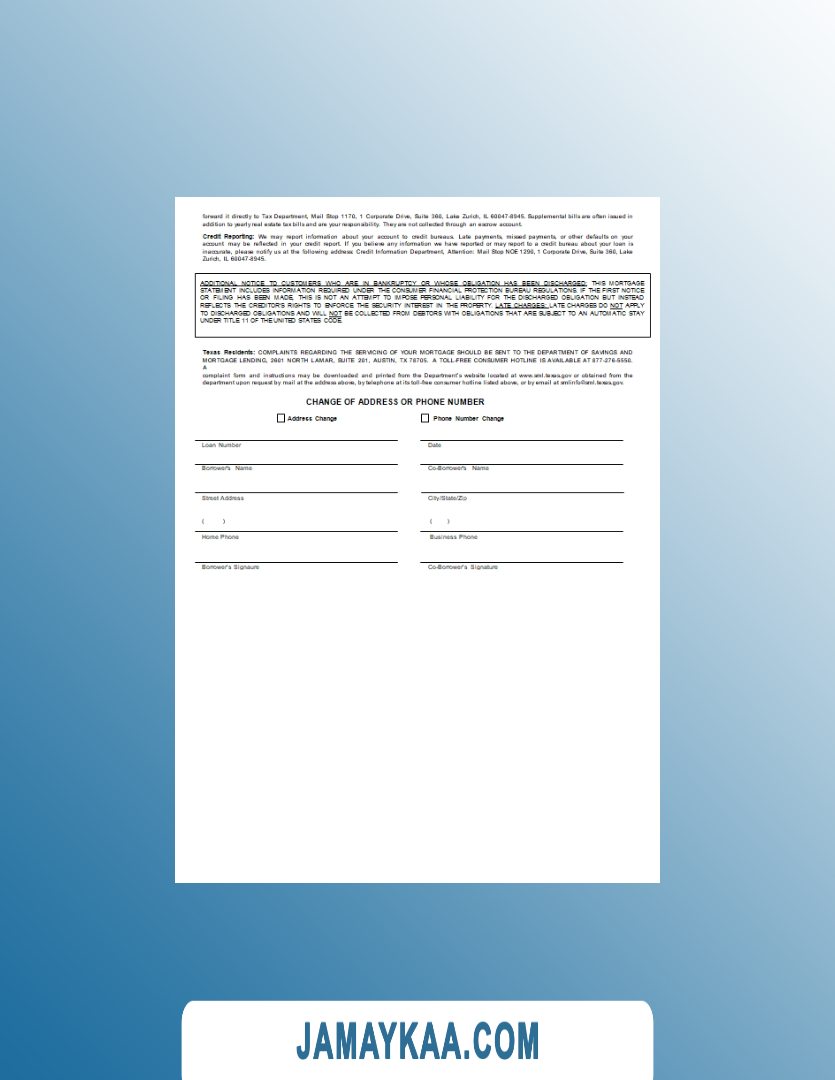 forward it directly to Tax Department, Mail Stop 1170, 1 Corporate Drive, Suite 360, Lake Zurich, IL 60047-8945. Supplemental bills are often issued in
addition to yearly real estate tax bills and are your responsibility. They are not collected through an escrow account.
Credit Reporting: We may report information about your account to credit bureaus. Late payments, missed payments, or other defaults on your
account may be reflected in your credit report. If you believe any information we have reported or may report to a credit bureau about your loan is
inaccurate, please notify us at the following address: Credit Information Department, Attention: Mail Stop NOE 1290, 1 Corporate Drive, Suite 360, Lake
Zurich, IL 60047-8945.
ADDITIONAL NOTICE TO CUSTOMERS WHO ARE IN BANKRUPTCY OR WHOSE OBLIGATION HAS BEEN DISCHARGED: THIS MORTGAGE
STATEMENT INCLUDES INFORMATION REQUIRED UNDER THE CONSUMER FINANCIAL PROTECTION BUREAU REGULATIONS. IF THE FIRST NOTICE
OR FILING HAS BEEN MADE, THIS IS NOT AN ATTEMPT TO IMPOSE PERSONAL LIABILITY FOR THE DISCHARGED OBLIGATION BUT INSTEAD
REFLECTS THE CREDITOR'S RIGHTS TO ENFORCE THE SECURITY INTEREST IN THE PROPERTY. LATE CHARGES: LATE CHARGES DO NOT APPLY
TO DISCHARGED OBLIGATIONS AND WILL NOT BE COLLECTED FROM DEBTORS WITH OBLIGATIONS THAT ARE SUBJECT TO AN AUTOMATIC STAY
UNDER TITLE 11 OF THE UNITED STATES CODE.
Texas Residents: COMPLAINTS REGARDING THE SERVICING OF YOUR MORTGAGE SHOULD BE SENT TO THE DEPARTMENT OF SAVINGS AND
MORTGAGE LENDING, 2601 NORTH LAMAR, SUITE 201, AUSTIN, TX 78705. A TOLL-FREE CONSUMER HOTLINE IS AVAILABLE AT 877-276-5550.
A
complaint form and instructions may be downloaded and printed from the Department's website located at www.sml.texas.gov or obtained from the
department upon request by mail at the address above, by telephone at its toll-free consumer hotline listed above, or by email at smlinfo@sml.texas.gov.
CHANGE OF ADDRESS OR PHONE NUMBER
Address Change Phone Number Change
Loan Number Date
Borrower's Name Co-Borrower's Name
Street Address City/State/Zip
( ) ( )
Home Phone Business Phone
Borrower's Signaure Co-Borrower's Signature
JAMAYKAA.COM